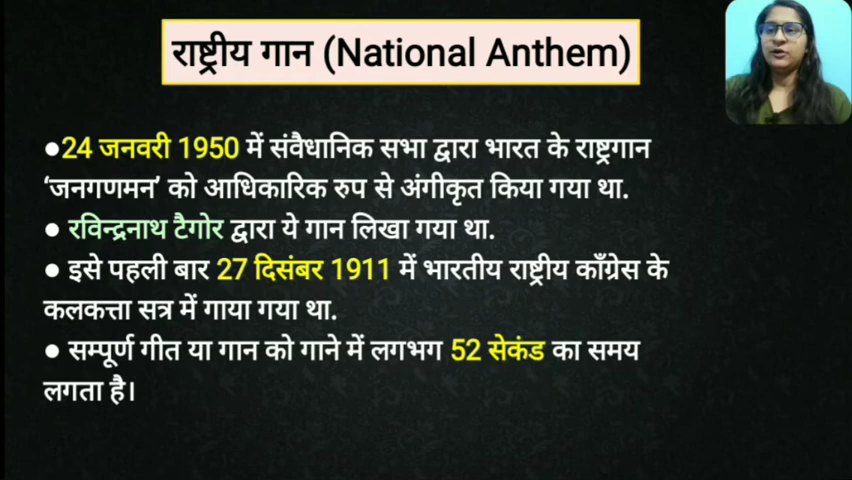 राष्ट्रीय गान (National Anthem)
●24 जनवरी 1950 में संवैधानिक सभा द्वारा भारत के राष्ट्रगान
‘जनगणमन’ को आधिकारिक रुप से अंगीकृत किया गया था.
● रविन्द्रनाथ टैगोर द्वारा ये गान लिखा गया था.
● इसे पहली बार 27 दिसंबर 1911 में भारतीय राष्ट्रीय काँग्रेस के
कलकत्ता सत्र में गाया गया था.
● सम्पूर्ण गीत या गान को गाने में लगभग 52 सेकंड का समय
लगता है।